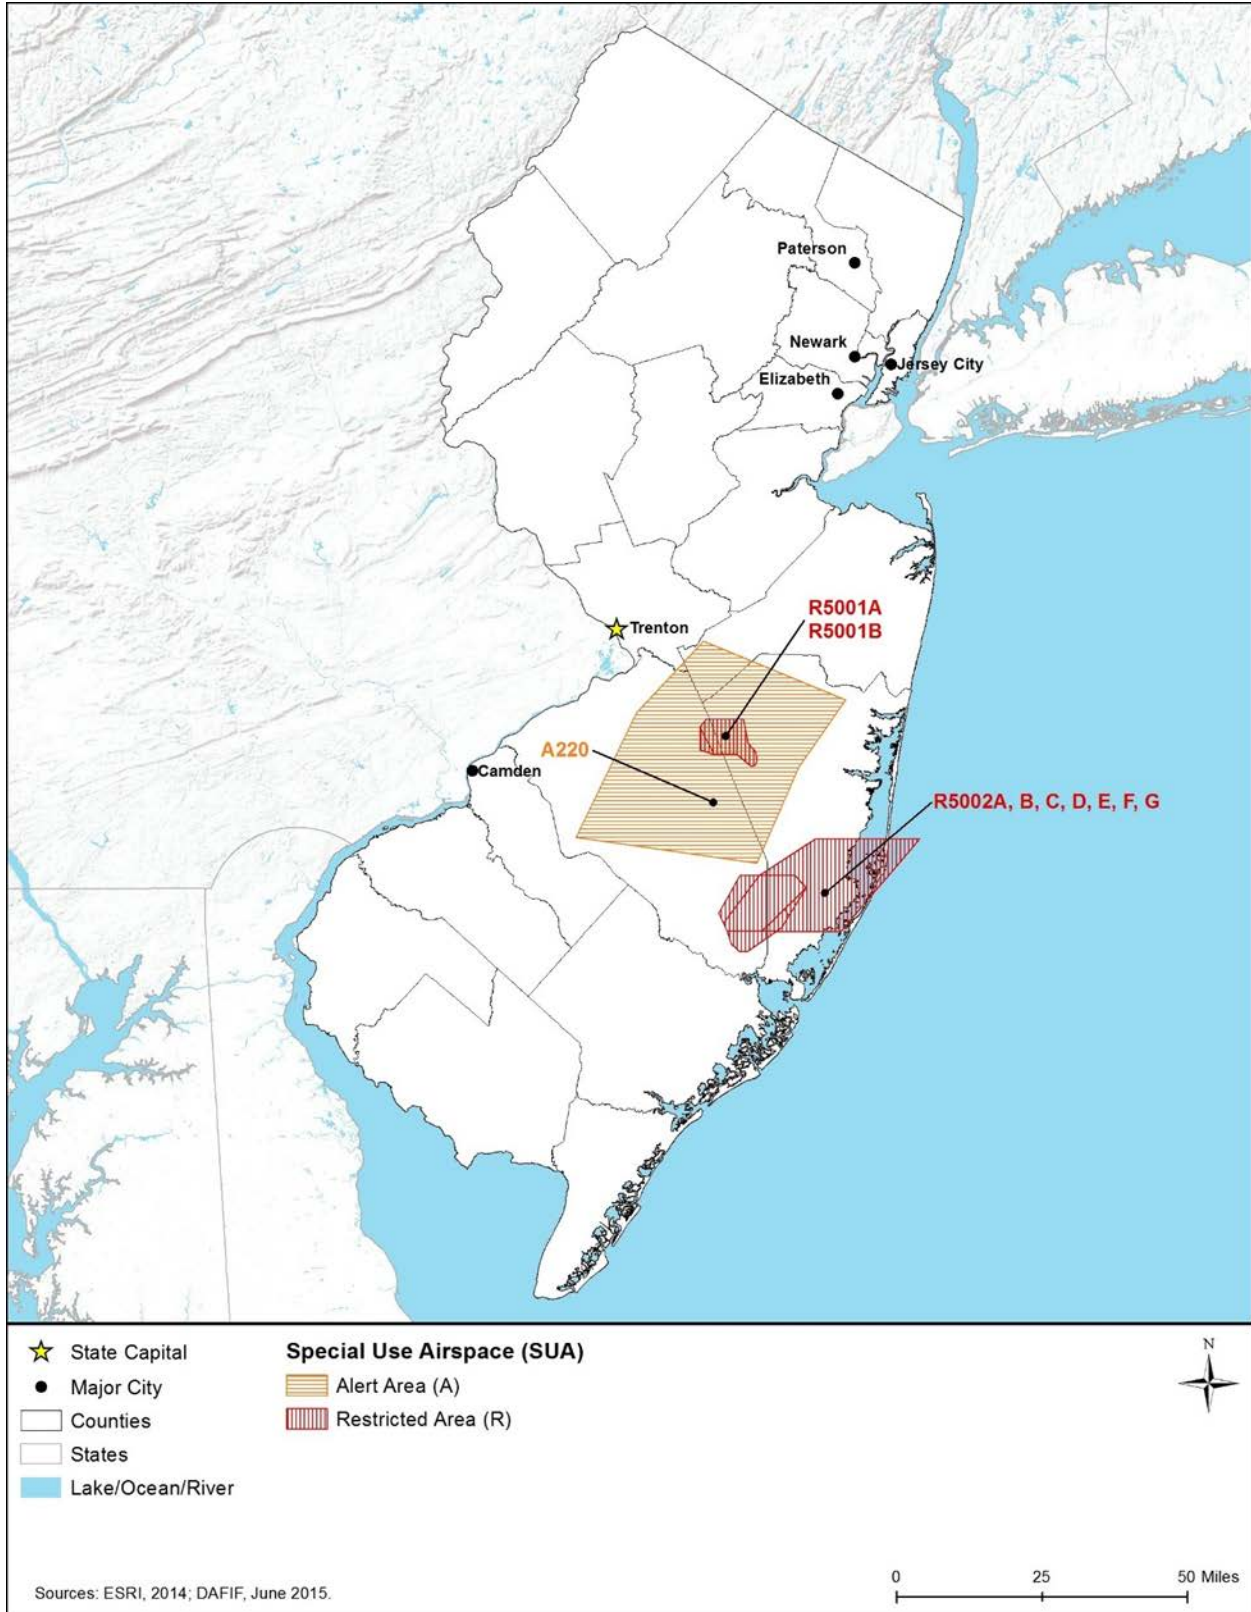 Paterson
Newark
Jersey City
Elizabeth
R5001A
R5001B
Trenton
A220
Camden
R5002A, B, C, D, E, F, G
State Capital
Major City
Counties
States
Lake/Ocean/River
Special Use Airspace (SUA)
Alert Area (A)
Restricted Area (R)
N
Sources: ESRI, 2014; DAFIF, June 2015.
0 25 50 Miles